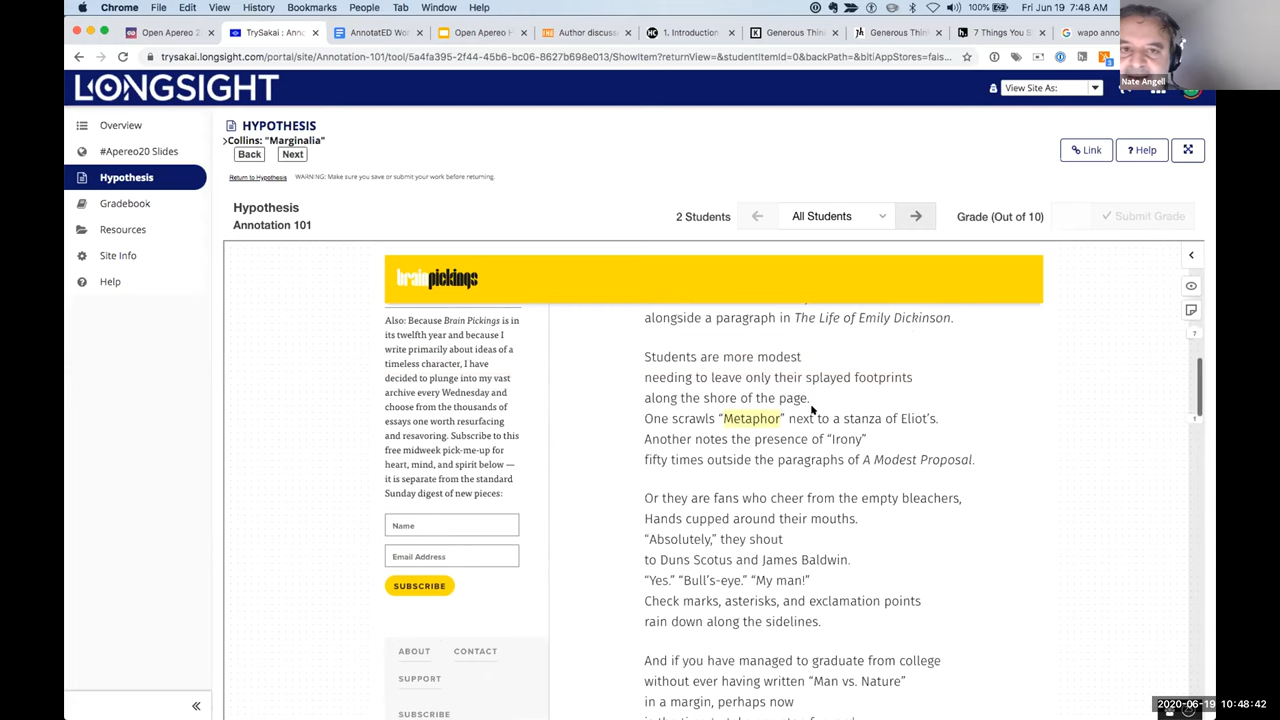 Chrome File Edit View History Bookmarks People Tab Window Help 100% Fri Jun 19 7:48 AM
Open Apereo 2 TrySakai : Annotation-1 AnnotatED Wor Open Apereo H Author discuss 1. Introduction Generous Thin Generous Thin 7 Things You S wapo anno
trysakai.longsight.com/portal/site/Annotation-101/tool/5a4fa395-2f44-45b6-bc06-8627b698e013/ShowItem?returnView=&studentItemId=0&backPath=&bltiAppStores=fals...
Nate Angell
LONGSIGHT
View Site As:
Overview
#Apereo20 Slides
Hypothesis
Gradebook
Resources
Site Info
Help
HYPOTHESIS
Collins: "Marginalia"
Back Next
Link ? Help
Return to Hypothesis WARNING: Make sure you save or submit your work before returning.
Hypothesis
Annotation 101
2 Students All Students Grade (Out of 10) Submit Grade
brainpickings
Also: Because Brain Pickings is in
its twelfth year and because I
write primarily about ideas of a
timeless character, I have
decided to plunge into my vast
archive every Wednesday and
choose from the thousands of
essays one worth resurfacing
and resavoring. Subscribe to this
free midweek pick-me-up for
heart, mind, and spirit below —
it is separate from the standard
Sunday digest of new pieces:
Name
Email Address
SUBSCRIBE
ABOUT CONTACT
SUPPORT
SUBSCRIBE
alongside a paragraph in The Life of Emily Dickinson.
Students are more modest
needing to leave only their splayed footprints
along the shore of the page.
One scrawls “Metaphor” next to a stanza of Eliot’s.
Another notes the presence of “Irony”
fifty times outside the paragraphs of A Modest Proposal.
Or they are fans who cheer from the empty bleachers,
Hands cupped around their mouths.
“Absolutely,” they shout
to Duns Scotus and James Baldwin.
“Yes.” “Bull’s-eye.” “My man!”
Check marks, asterisks, and exclamation points
rain down along the sidelines.
And if you have managed to graduate from college
without ever having written “Man vs. Nature”
in a margin, perhaps now
2020-06-19 10:48:42